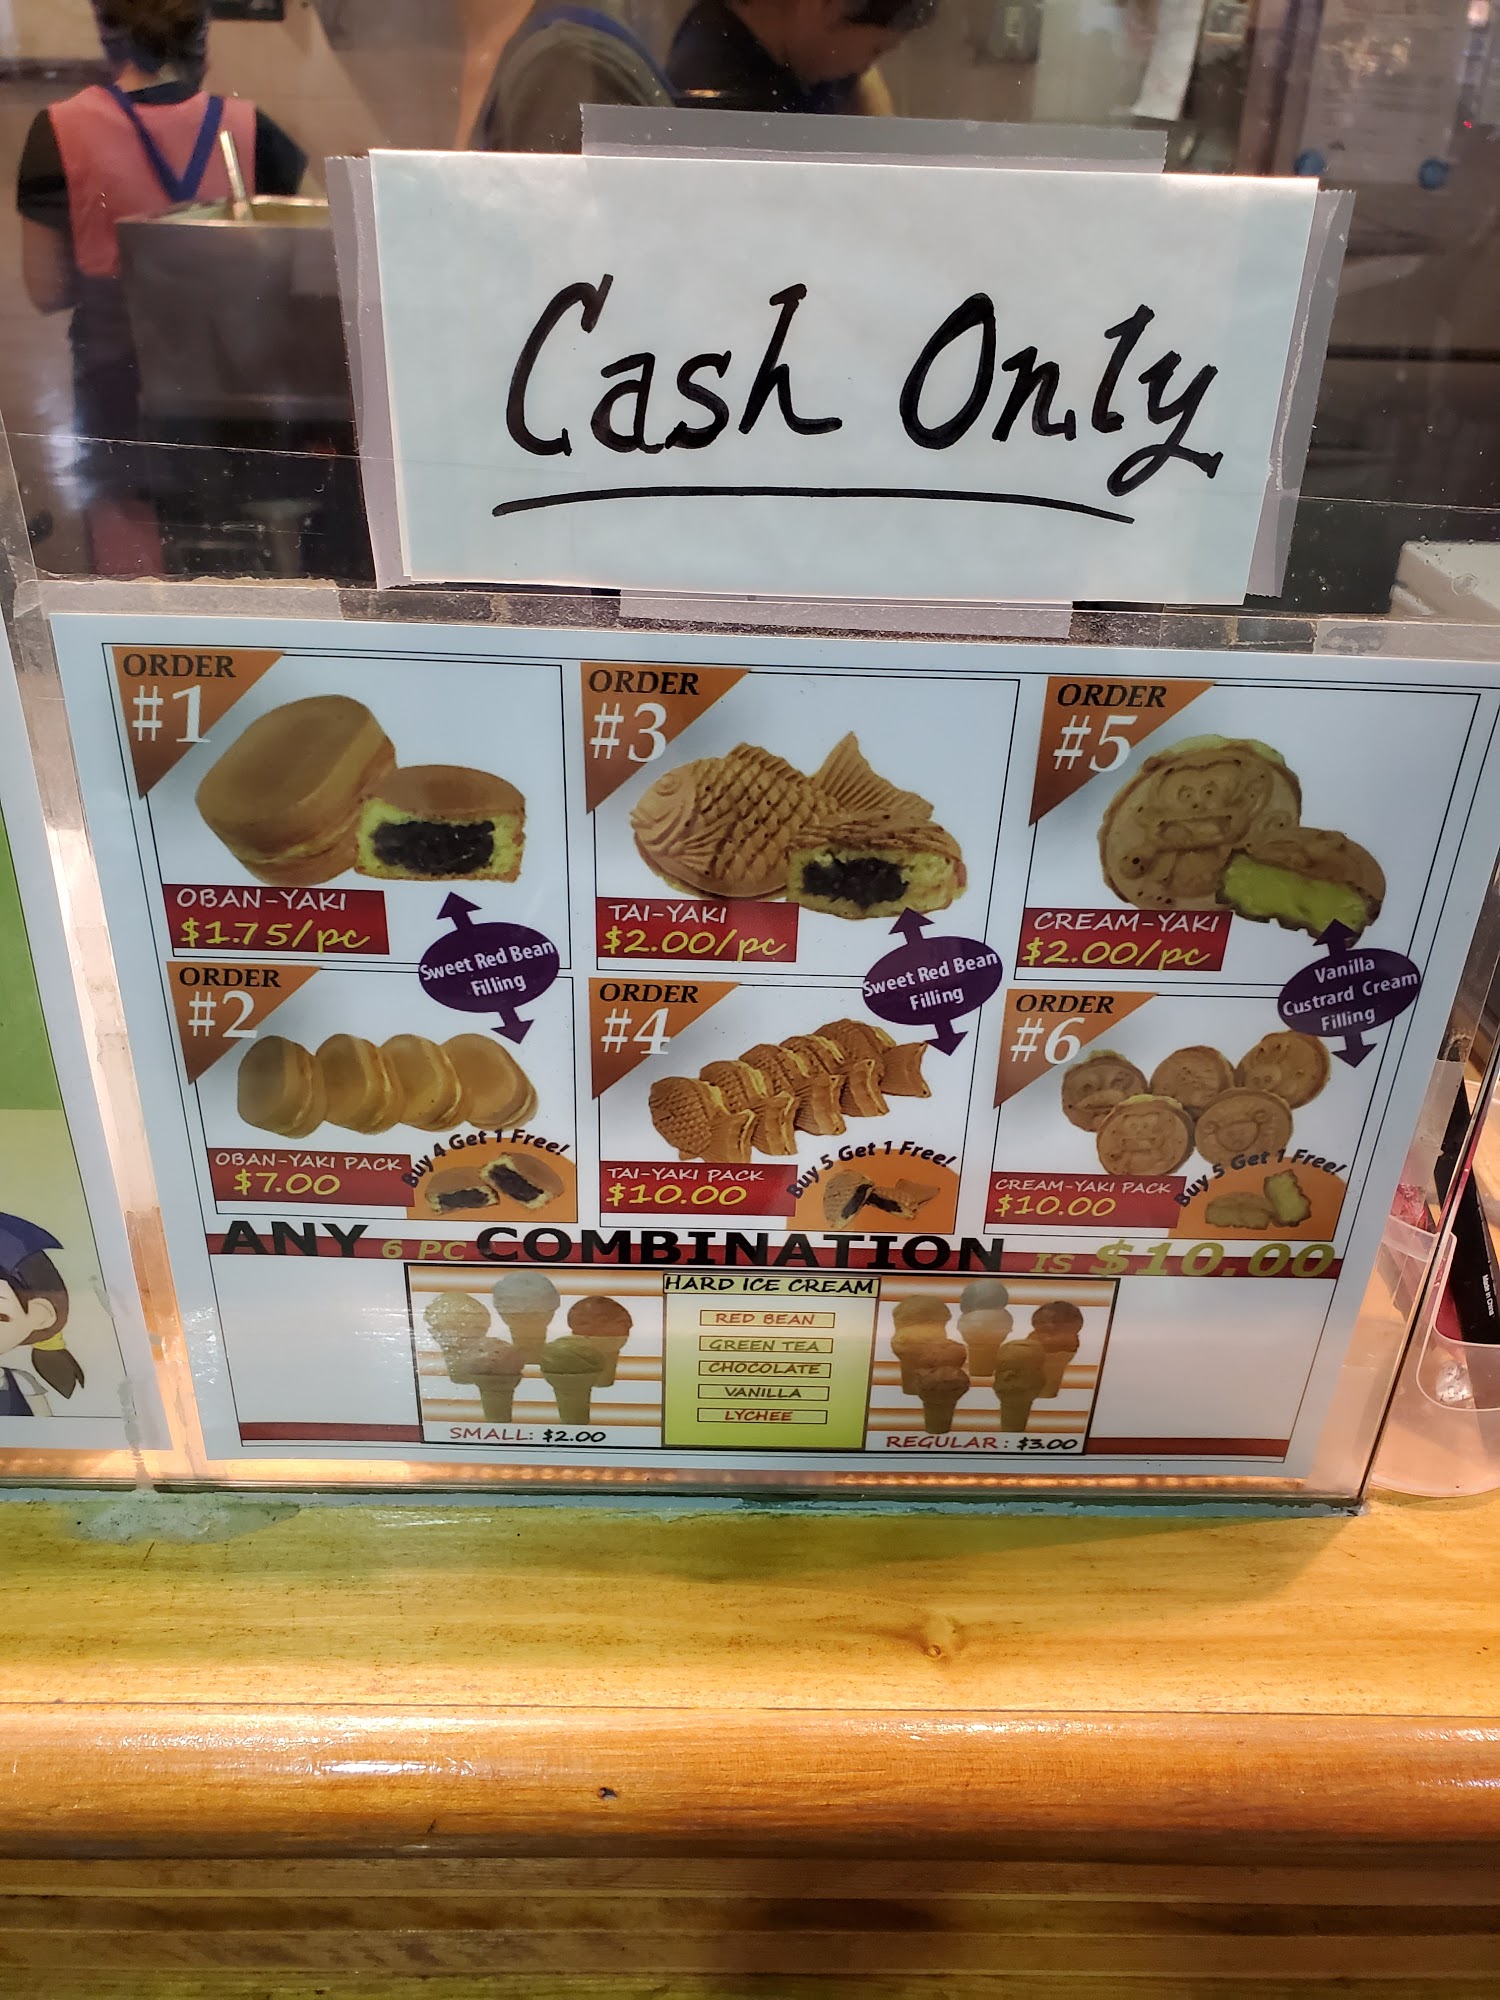 Cash Only
ORDER
#1
OBAN-YAKI
$1.75/pc
Sweet Red Bean
Filling
ORDER
#3
TAI-YAKI
$2.00/pc
Sweet Red Bean
Filling
ORDER
#5
CREAM-YAKI
$2.00/pc
Vanilla
Custrard Cream
Filling
ORDER
#2
OBAN-YAKI PACK
$7.00
Buy 4 Get 1 Free!
ORDER
#4
TAI-YAKI PACK
$10.00
Buy 5 Get 1 Free!
ORDER
#6
CREAM-YAKI PACK
$10.00
Buy 5 Get 1 Free!
ANY 6 PC COMBINATION IS $10.00
HARD ICE CREAM
RED BEAN
GREEN TEA
CHOCOLATE
VANILLA
LYCHEE
SMALL: $2.00
REGULAR: $3.00
Made in China